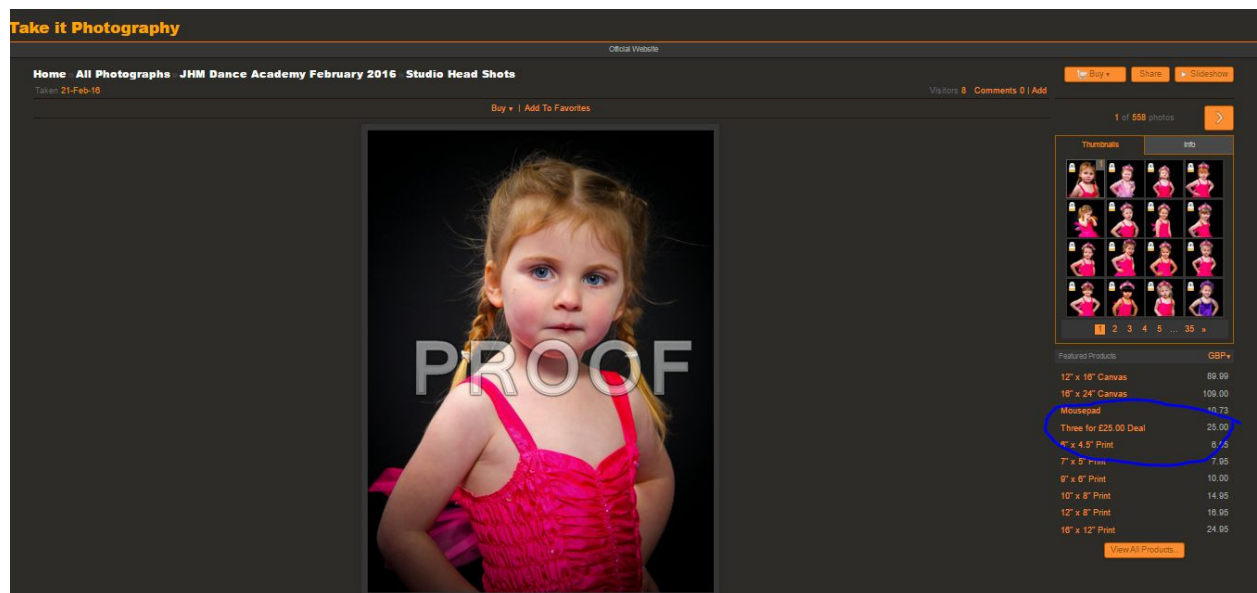 Take it Photography
Official Website
Home » All Photographs » JHM Dance Academy February 2016 » Studio Head Shots
Buy ▾ Share Slideshow
Taken 21-Feb-16
Visitors 8 Comments 0 | Add
Buy ▾ | Add To Favorites
1 of 558 photos
Thumbnails Info
1
PROOF
1 2 3 4 5 ... 35 »
Featured Products GBP▾
12" x 16" Canvas 89.99
16" x 24" Canvas 109.00
Mousepad 10.73
Three for £25.00 Deal 25.00
6" x 4.5" Print
7" x 5" Print 7.95
9" x 6" Print 10.00
10" x 8" Print 14.95
12" x 8" Print 16.95
16" x 12" Print 24.95
View All Products...